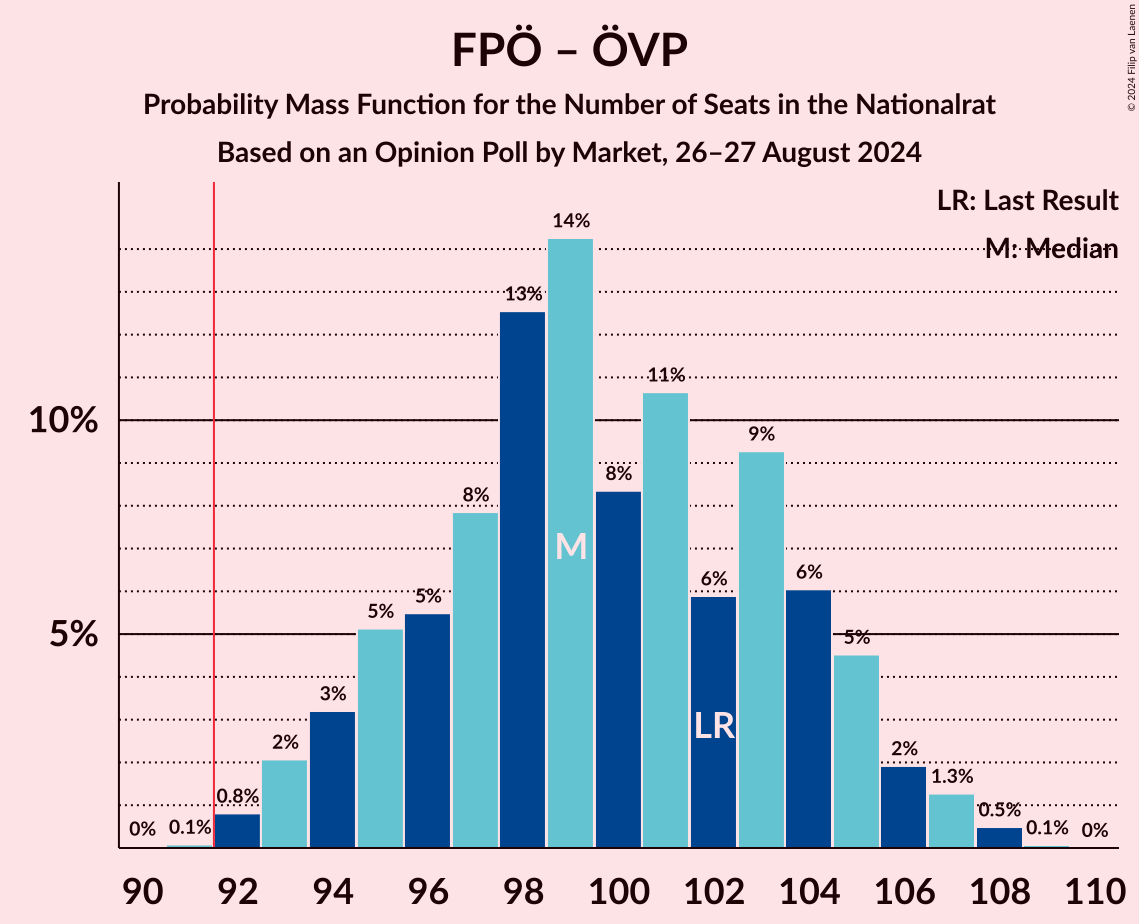 FPÖ – ÖVP
Probability Mass Function for the Number of Seats in the Nationalrat
Based on an Opinion Poll by Market, 26–27 August 2024
© 2024 Filip van Laenen
LR: Last Result
M: Median
10%
5%
0%
0.1%
0.8%
2%
3%
5%
5%
8%
13%
14%
8%
11%
6%
9%
6%
5%
2%
1.3%
0.5%
0.1%
0%
M
LR
90 92 94 96 98 100 102 104 106 108 110